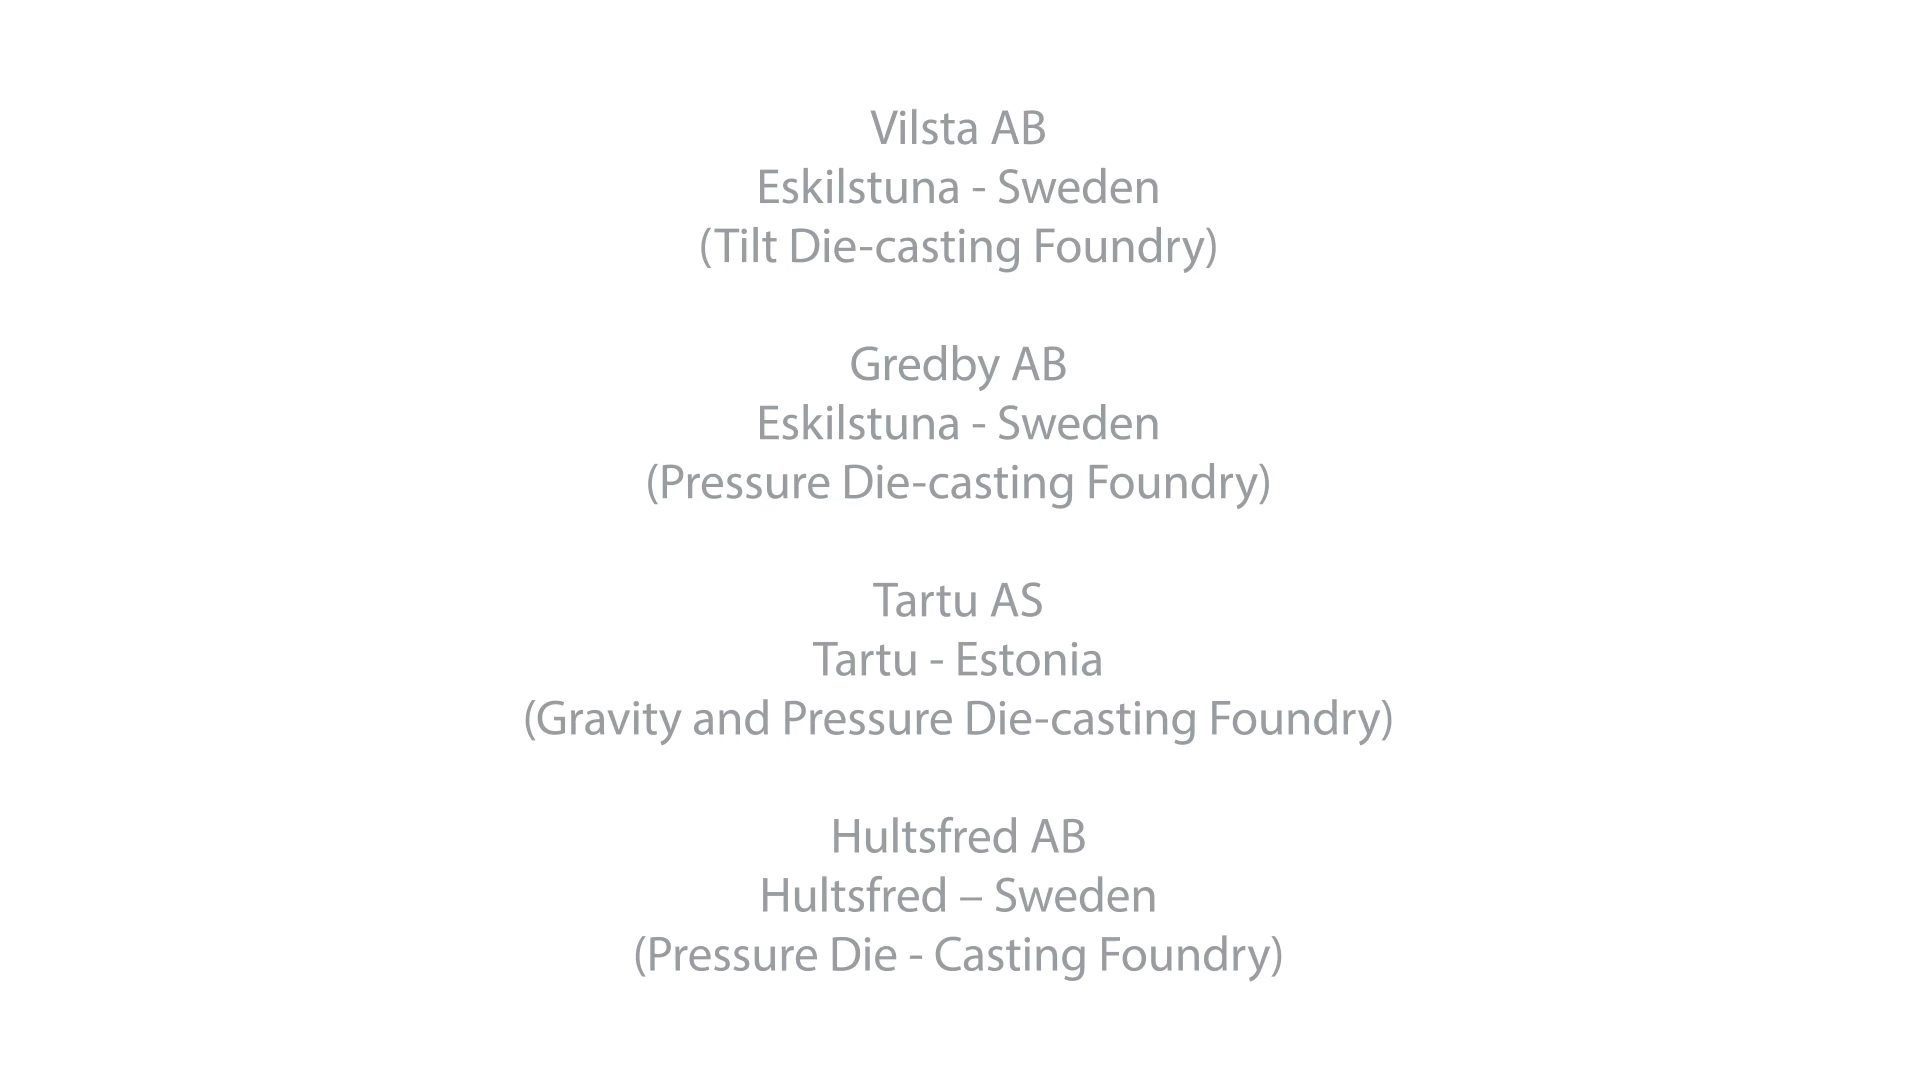 Vilsta AB
Eskilstuna - Sweden
(Tilt Die-casting Foundry)
Gredby AB
Eskilstuna - Sweden
(Pressure Die-casting Foundry)
Tartu AS
Tartu - Estonia
(Gravity and Pressure Die-casting Foundry)
Hultsfred AB
Hultsfred – Sweden
(Pressure Die - Casting Foundry)